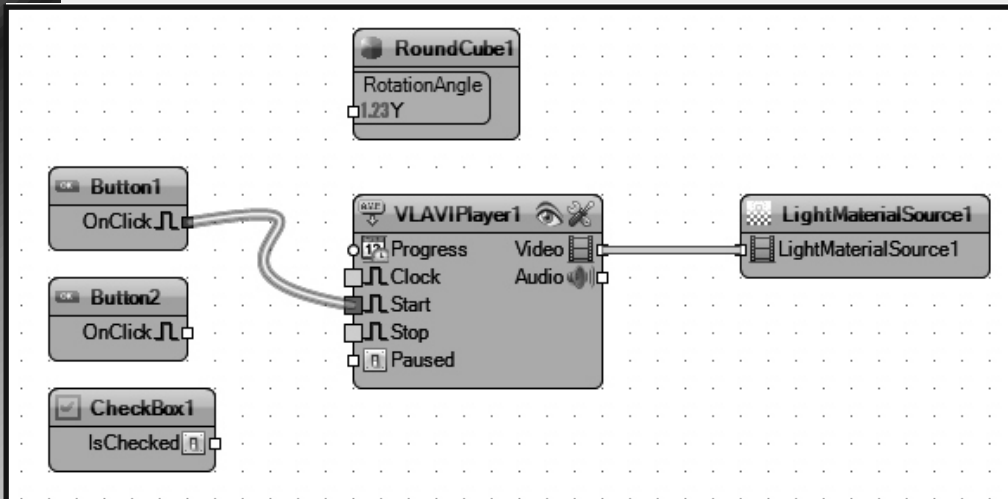 RoundCube1
RotationAngle
1.23Y
Button1
OnClick
VLAVIPlayer1
Progress
Video
Clock
Audio
Start
Stop
Paused
LightMaterialSource1
LightMaterialSource1
Button2
OnClick
CheckBox1
IsChecked